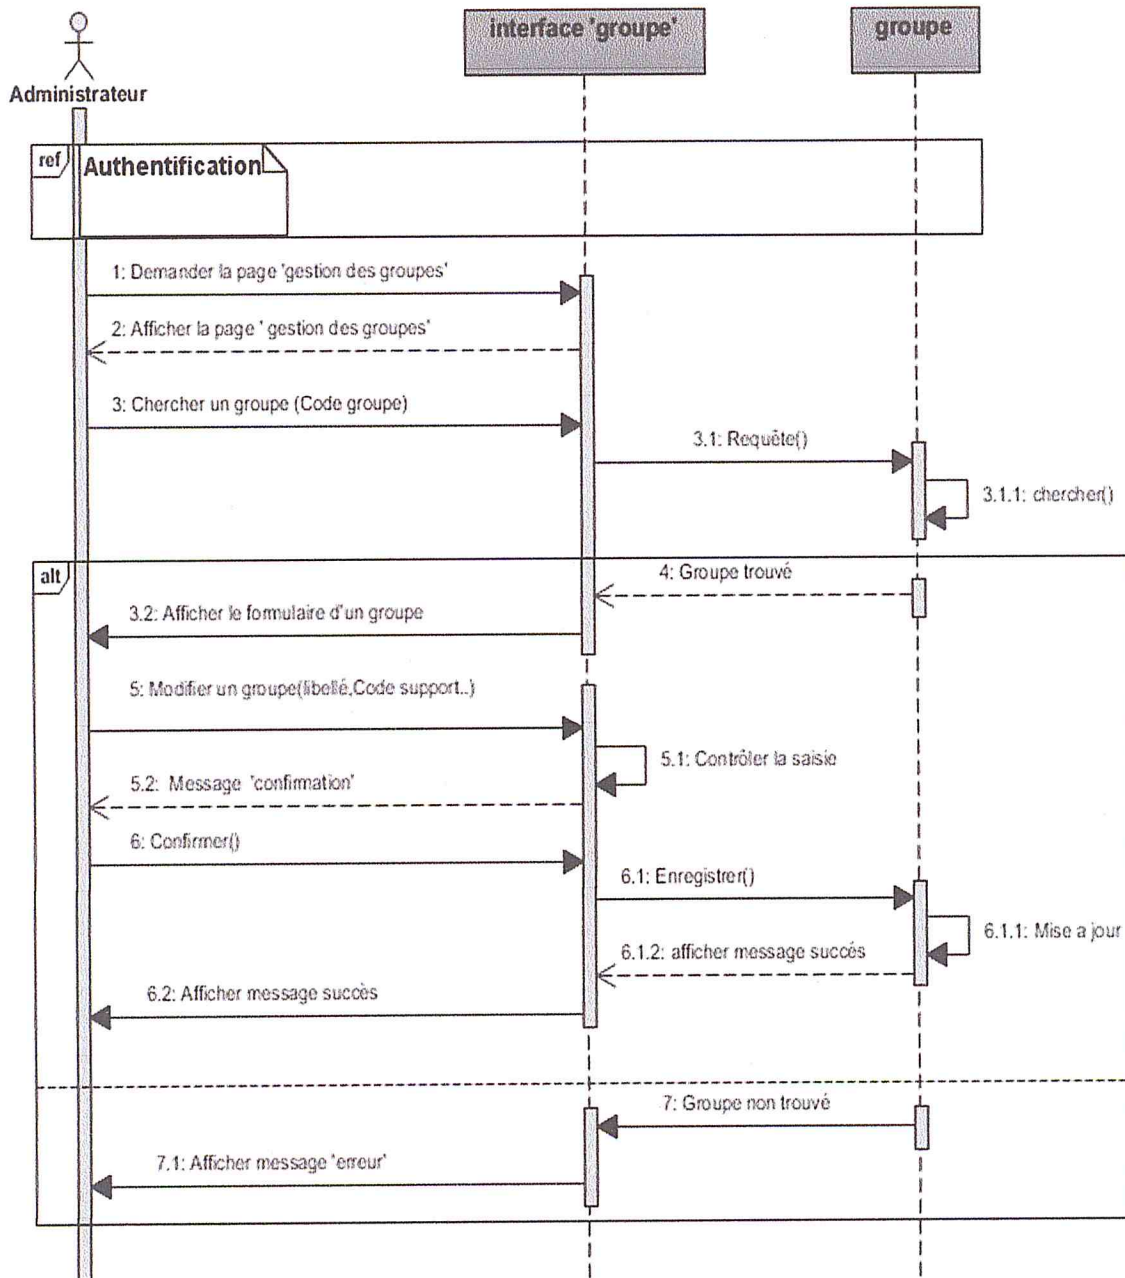 interface 'groupe'
groupe
Administrateur
ref
Authentification
1: Demander la page 'gestion des groupes'
2: Afficher la page ' gestion des groupes'
3: Chercher un groupe (Code groupe)
3.1: Requête()
3.1.1: chercher()
alt
4: Groupe trouvé
3.2: Afficher le formulaire d'un groupe
5: Modifier un groupe(libellé,Code support..)
5.1: Contrôler la saisie
5.2: Message 'confirmation'
6: Confirmer()
6.1: Enregistrer()
6.1.1: Mise a jour
6.1.2: afficher message succés
6.2: Afficher message succès
7: Groupe non trouvé
7.1: Afficher message 'erreur'